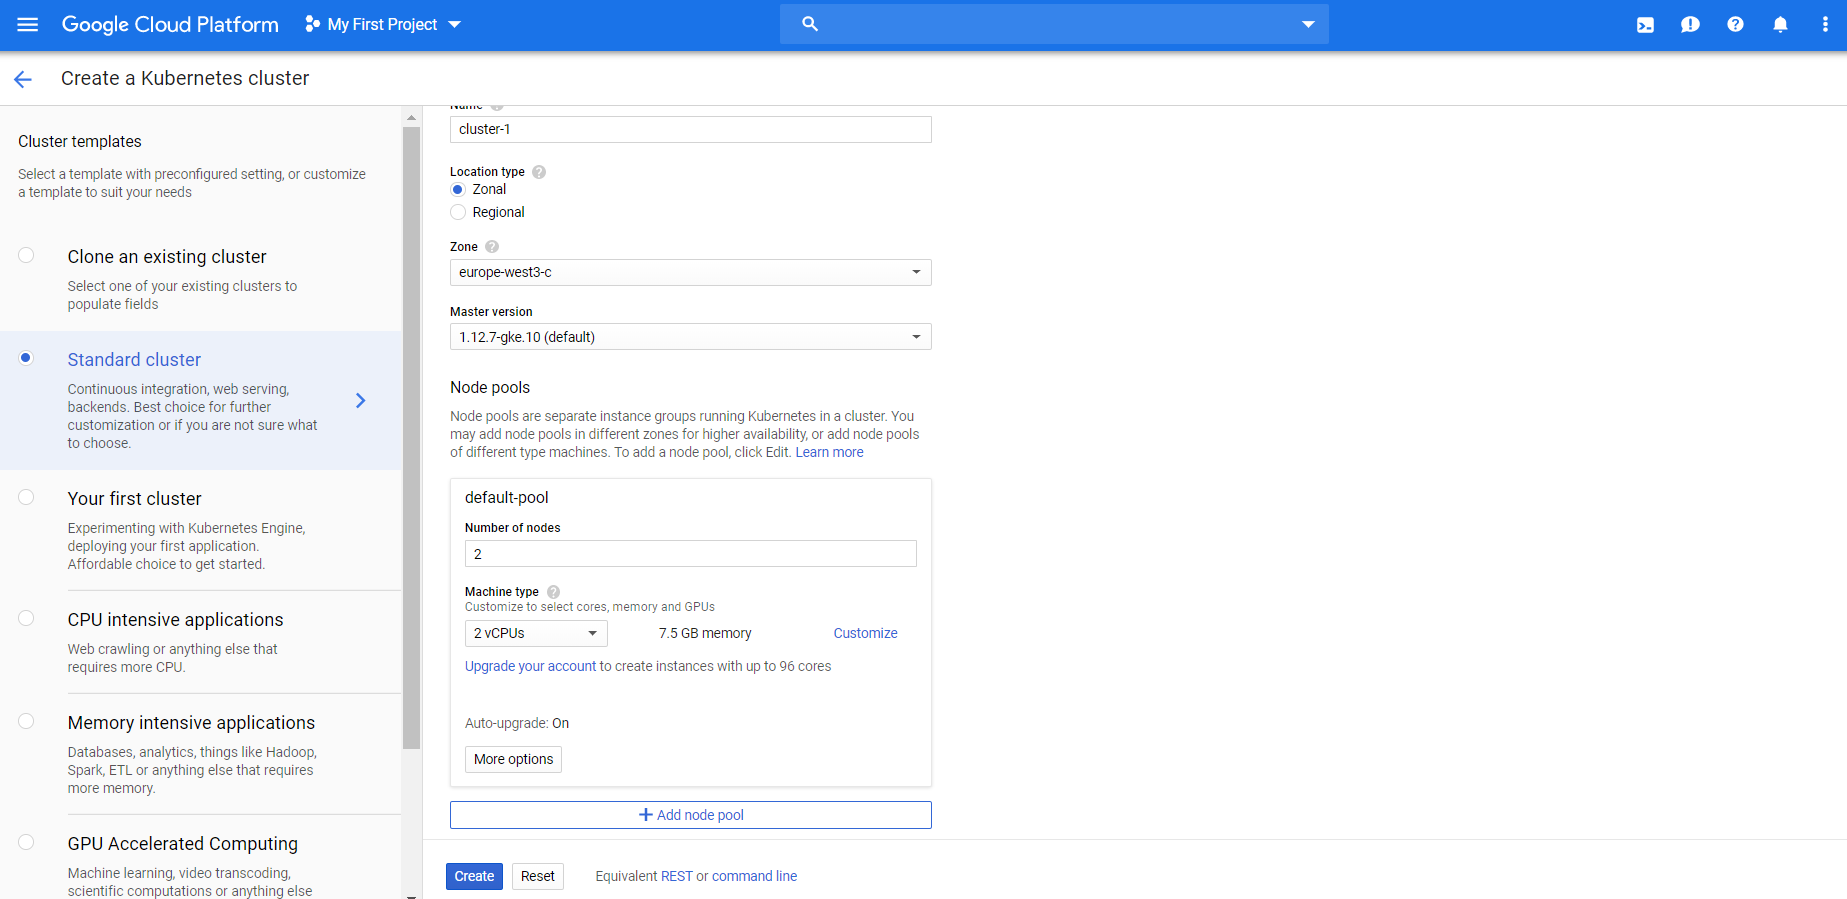 Google Cloud Platform
My First Project
Create a Kubernetes cluster
Cluster templates
Select a template with preconfigured setting, or customize
a template to suit your needs
Clone an existing cluster
Select one of your existing clusters to
populate fields
Standard cluster
Continuous integration, web serving,
backends. Best choice for further
customization or if you are not sure what
to choose.
Your first cluster
Experimenting with Kubernetes Engine,
deploying your first application.
Affordable choice to get started.
CPU intensive applications
Web crawling or anything else that
requires more CPU.
Memory intensive applications
Databases, analytics, things like Hadoop,
Spark, ETL or anything else that requires
more memory.
GPU Accelerated Computing
Machine learning, video transcoding,
scientific computations or anything else
Name
cluster-1
Location type
Zonal
Regional
Zone
europe-west3-c
Master version
1.12.7-gke.10 (default)
Node pools
Node pools are separate instance groups running Kubernetes in a cluster. You
may add node pools in different zones for higher availability, or add node pools
of different type machines. To add a node pool, click Edit. Learn more
default-pool
Number of nodes
2
Machine type
Customize to select cores, memory and GPUs
2 vCPUs 7.5 GB memory Customize
Upgrade your account to create instances with up to 96 cores
Auto-upgrade: On
More options
+ Add node pool
Create Reset Equivalent REST or command line